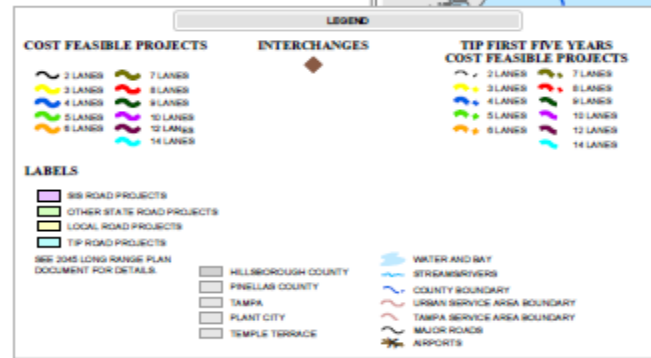 LEGEND
COST FEASIBLE PROJECTS
2 LANES
3 LANES
4 LANES
5 LANES
6 LANES
7 LANES
8 LANES
9 LANES
10 LANES
12 LANES
14 LANES
INTERCHANGES
TIP FIRST FIVE YEARS
COST FEASIBLE PROJECTS
2 LANES
3 LANES
4 LANES
5 LANES
6 LANES
7 LANES
8 LANES
9 LANES
10 LANES
12 LANES
14 LANES
LABELS
SIS ROAD PROJECTS
OTHER STATE ROAD PROJECTS
LOCAL ROAD PROJECTS
TIP ROAD PROJECTS
SEE 2045 LONG RANGE PLAN
DOCUMENT FOR DETAILS.
HILLSBOROUGH COUNTY
PINELLAS COUNTY
TAMPA
PLANT CITY
TEMPLE TERRACE
WATER AND BAY
STREAMS/RIVERS
COUNTY BOUNDARY
URBAN SERVICE AREA BOUNDARY
TAMPA SERVICE AREA BOUNDARY
MAJOR ROADS
AIRPORTS